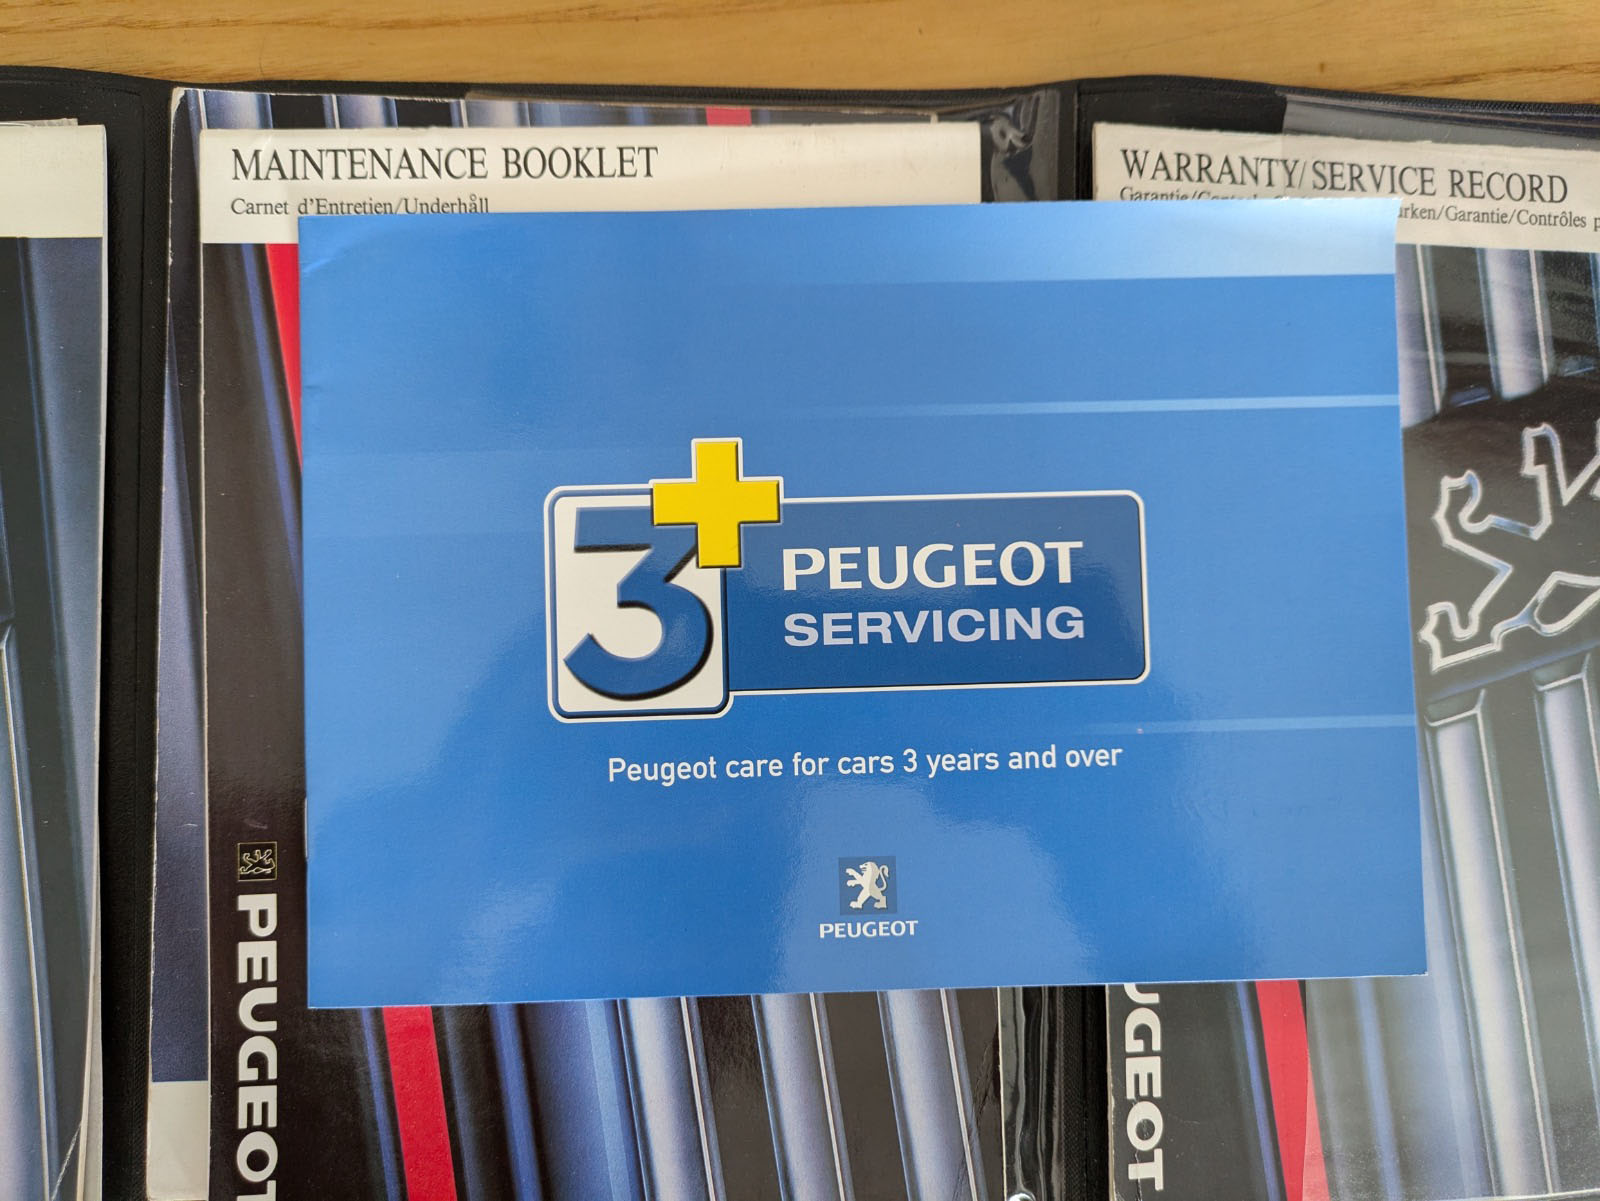 MAINTENANCE BOOKLET
Carnet d'Entretien/Underhåll
WARRANTY/SERVICE RECORD
Garantie/
rken/Garantie/Contrôles
3+
PEUGEOT
SERVICING
Peugeot care for cars 3 years and over
PEUGEOT
PEUGEOT
UGEOT